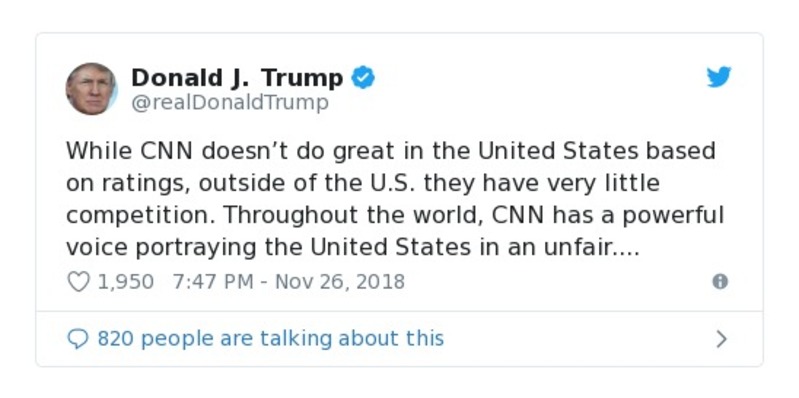 Donald J. Trump
@realDonaldTrump
While CNN doesn’t do great in the United States based
on ratings, outside of the U.S. they have very little
competition. Throughout the world, CNN has a powerful
voice portraying the United States in an unfair....
1,950 7:47 PM - Nov 26, 2018
820 people are talking about this